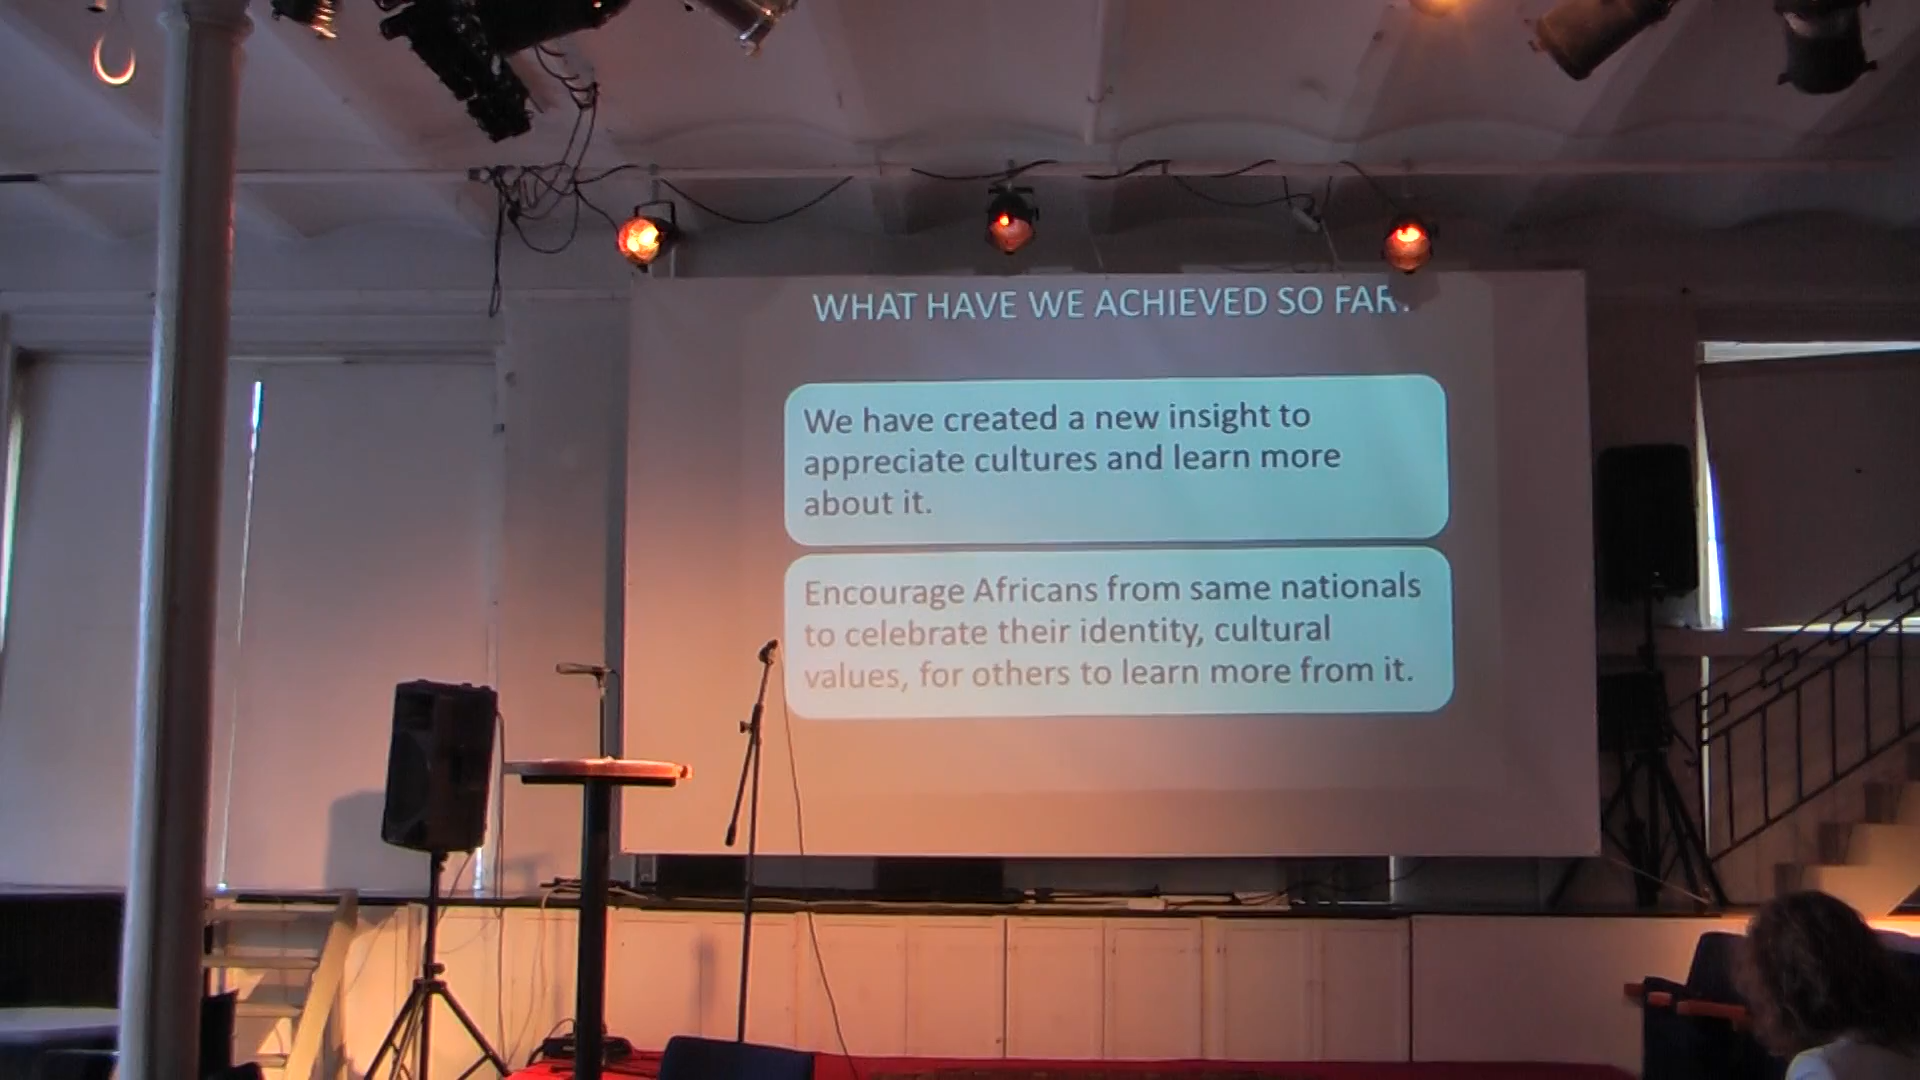 WHAT HAVE WE ACHIEVED SO FAR?
We have created a new insight to
appreciate cultures and learn more
about it.
Encourage Africans from same nationals
to celebrate their identity, cultural
values, for others to learn more from it.